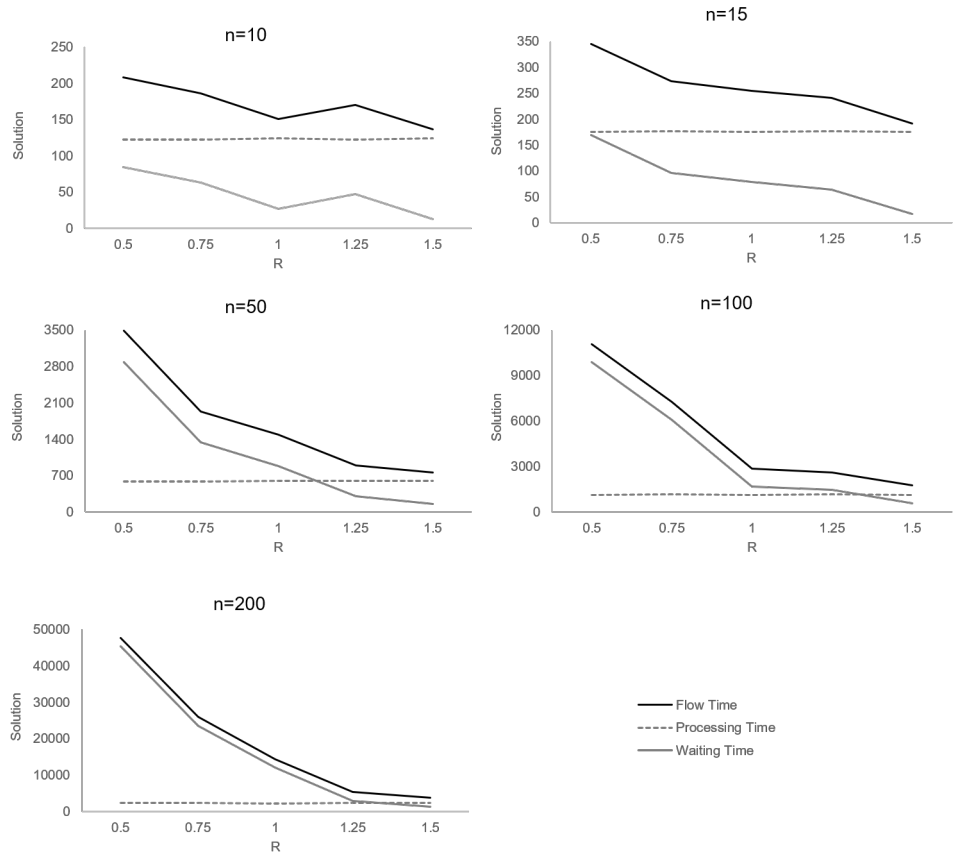 n=10
250
200
150
100
50
0
Solution
0.5 0.75 1 1.25 1.5
R
n=15
350
300
250
200
150
100
50
0
Solution
0.5 0.75 1 1.25 1.5
R
n=50
3500
2800
2100
1400
700
0
Solution
0.5 0.75 1 1.25 1.5
R
n=100
12000
9000
6000
3000
0
Solution
0.5 0.75 1 1.25 1.5
R
n=200
50000
40000
30000
20000
10000
0
Solution
0.5 0.75 1 1.25 1.5
R
Flow Time
Processing Time
Waiting Time